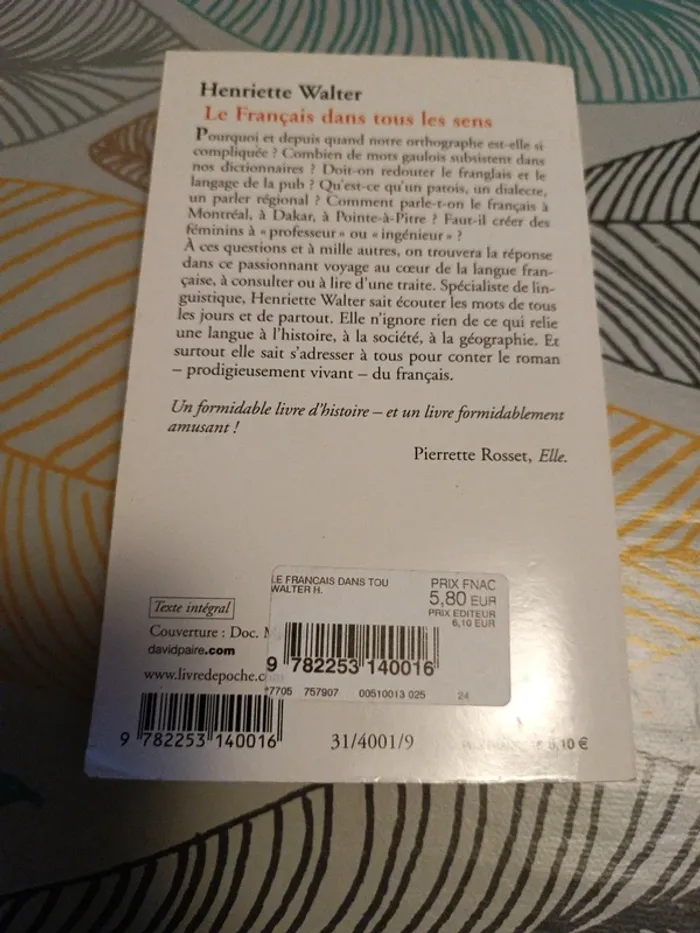 Henriette Walter
Le Français dans tous les sens
Pourquoi et depuis quand notre orthographe est-elle si
compliquée ? Combien de mots gaulois subsistent dans
nos dictionnaires ? Doit-on redouter le franglais et le
langage de la pub ? Qu'est-ce qu'un patois, un dialecte,
un parler régional ? Comment parle-t-on le français à
Montréal, à Dakar, à Pointe-à-Pitre ? Faut-il créer des
féminins à « professeur » ou « ingénieur » ?
À ces questions et à mille autres, on trouvera la réponse
dans ce passionnant voyage au cœur de la langue fran-
çaise, à consulter ou à lire d'une traite. Spécialiste de lin-
guistique, Henriette Walter sait écouter les mots de tous
les jours et de partout. Elle n'ignore rien de ce qui relie
une langue à l'histoire, à la société, à la géographie. Et
surtout elle sait s'adresser à tous pour conter le roman
– prodigieusement vivant – du français.
Un formidable livre d'histoire – et un livre formidablement
amusant !
Pierrette Rosset, Elle.
LE FRANCAIS DANS TOU
WALTER H.
PRIX FNAC
5,80 EUR
PRIX EDITEUR
6,10 EUR
9 782253 140016
7705 757907 00510013 025 24
Texte intégral
Couverture : Doc.
davidpaire.com
www.livredepoche.c
9 782253 140016
31/4001/9
6,10 €